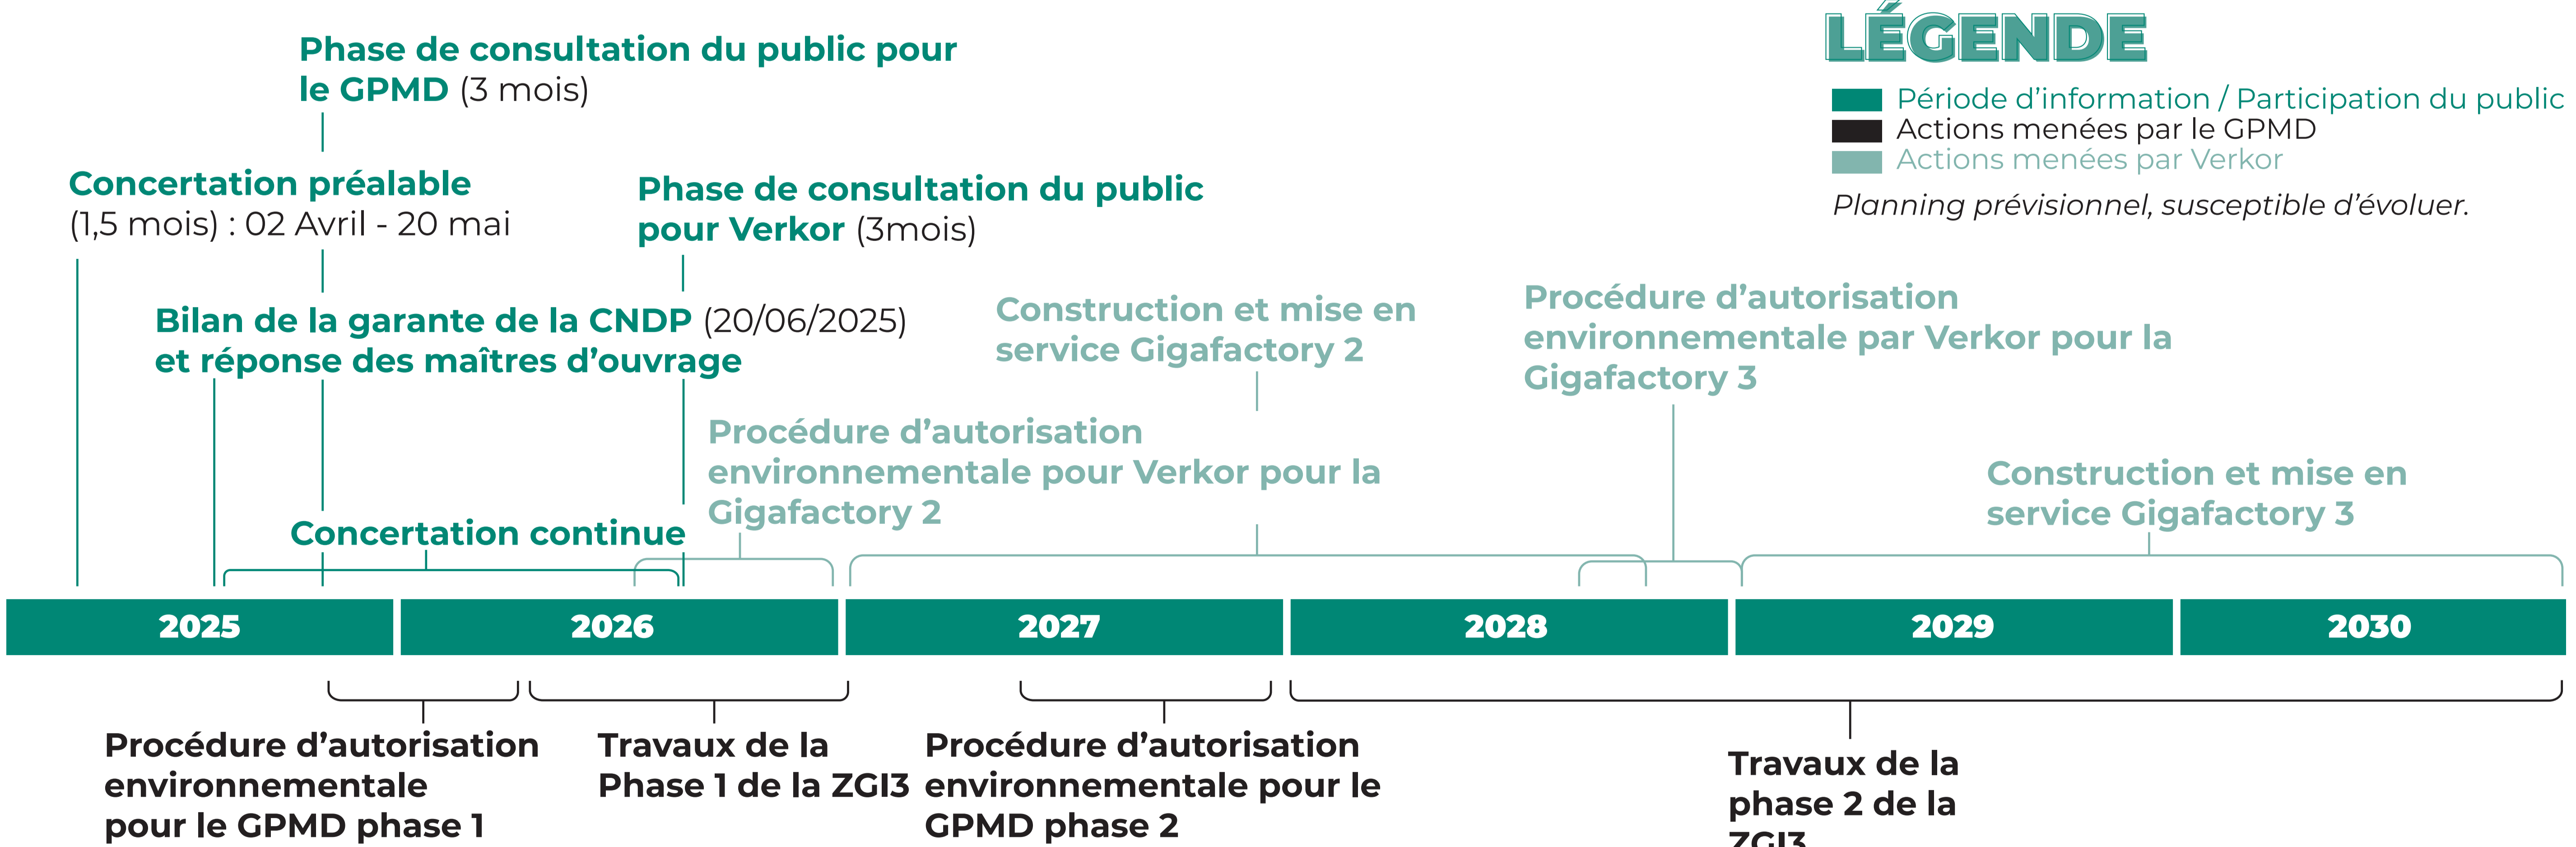 LÉGENDE
Période d’information / Participation du public
Actions menées par le GPMD
Actions menées par Verkor
Planning prévisionnel, susceptible d’évoluer.
Phase de consultation du public pour
le GPMD (3 mois)
Concertation préalable
(1,5 mois) : 02 Avril - 20 mai
Phase de consultation du public
pour Verkor (3mois)
Bilan de la garante de la CNDP (20/06/2025)
et réponse des maîtres d’ouvrage
Construction et mise en
service Gigafactory 2
Procédure d’autorisation
environnementale par Verkor pour la
Gigafactory 3
Procédure d’autorisation
environnementale pour Verkor pour la
Gigafactory 2
Construction et mise en
service Gigafactory 3
Concertation continue
2025
2026
2027
2028
2029
2030
Procédure d’autorisation
environnementale
pour le GPMD phase 1
Travaux de la
Phase 1 de la ZGI3
Procédure d’autorisation
environnementale pour le
GPMD phase 2
Travaux de la
phase 2 de la
ZGI3